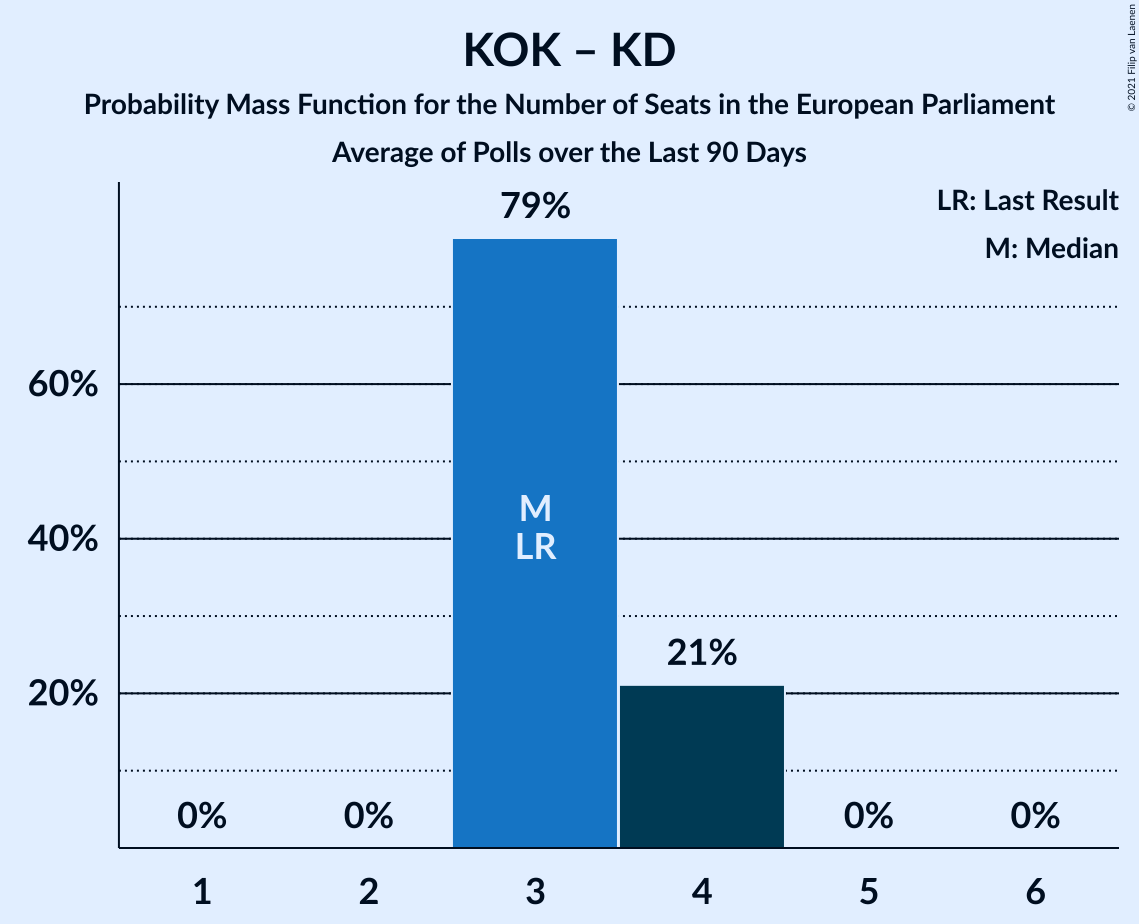 KOK – KD
Probability Mass Function for the Number of Seats in the European Parliament
Average of Polls over the Last 90 Days
© 2021 Filip van Laenen
LR: Last Result
M: Median
79%
60%
M
40%
LR
21%
20%
0% 0% 0% 0%
1 2 3 4 5 6